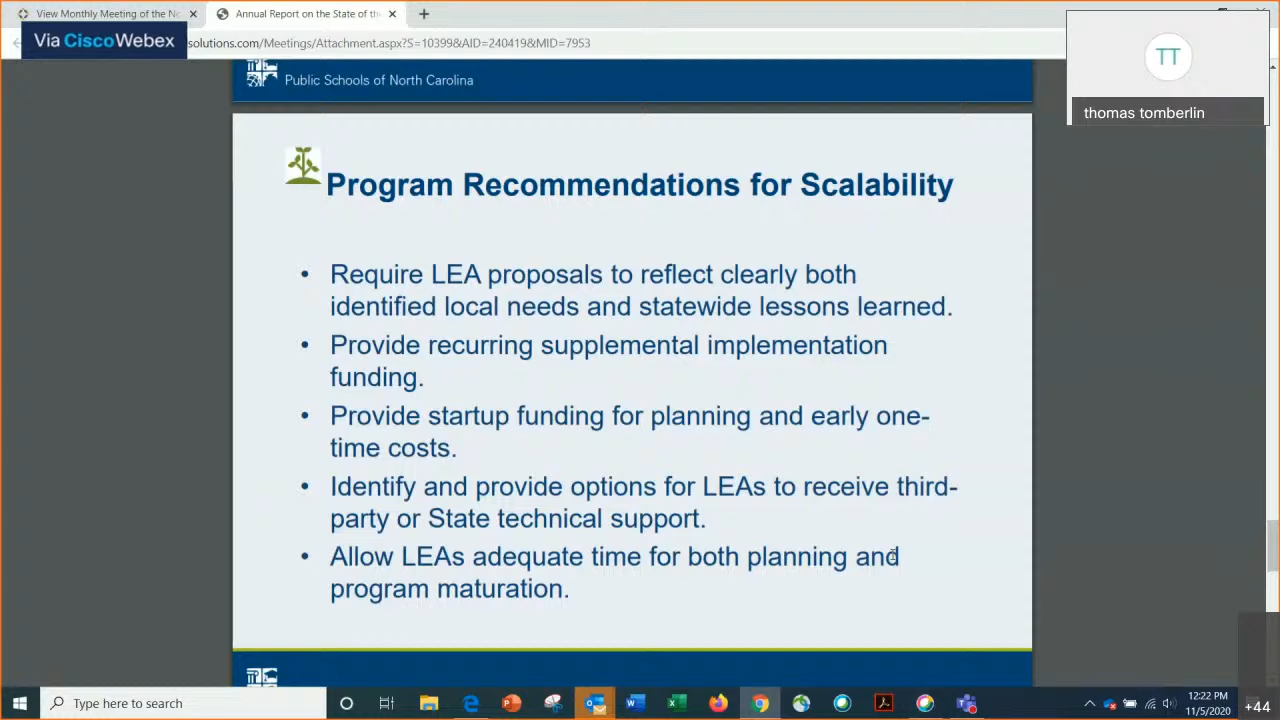 View Monthly Meeting of the No
Annual Report on the State of th
Via CiscoWebex
solutions.com/Meetings/Attachment.aspx?S=10399&AID=240419&MID=7953
TT
thomas tomberlin
Public Schools of North Carolina
Program Recommendations for Scalability
• Require LEA proposals to reflect clearly both
identified local needs and statewide lessons learned.
• Provide recurring supplemental implementation
funding.
• Provide startup funding for planning and early one-
time costs.
• Identify and provide options for LEAs to receive third-
party or State technical support.
• Allow LEAs adequate time for both planning and
program maturation.
Type here to search
12:22 PM
11/5/2020
+44